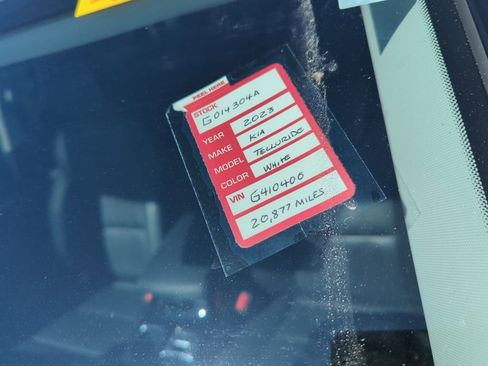 PEEL HERE
STOCK
G014304A
YEAR 2023
MAKE KIA
MODEL TELLURIDE
COLOR WHITE
VIN G410406
20,877 MILES